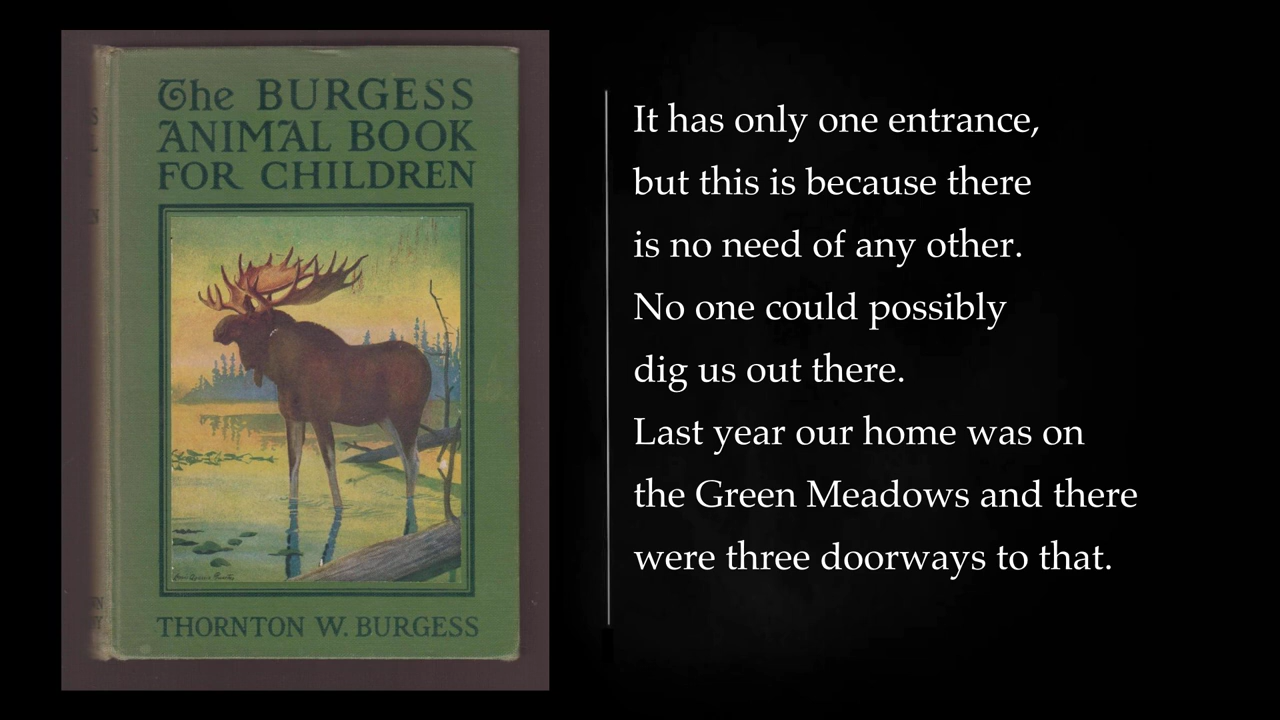 The BURGESS
ANIMAL BOOK
FOR CHILDREN
THORNTON W. BURGESS
It has only one entrance,
but this is because there
is no need of any other.
No one could possibly
dig us out there.
Last year our home was on
the Green Meadows and there
were three doorways to that.